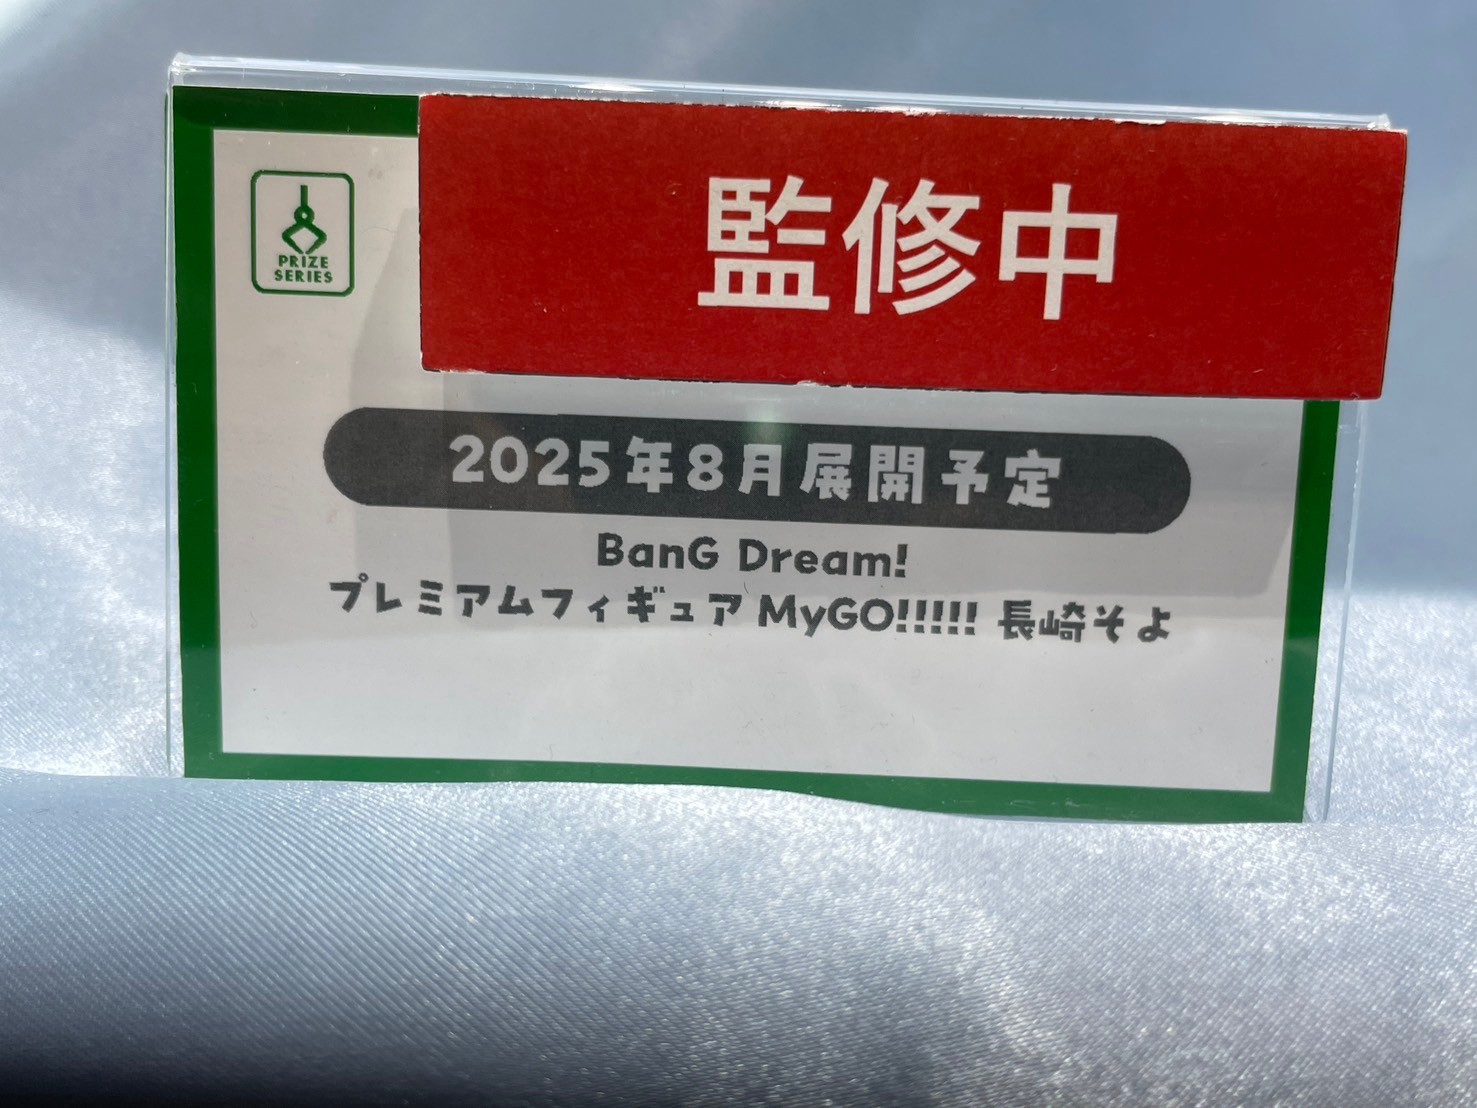 監修中
PRIZE
SERIES
2025年8月展開予定
BanG Dream!
プレミアムフィギュア MyGO!!!!! 長崎そよ